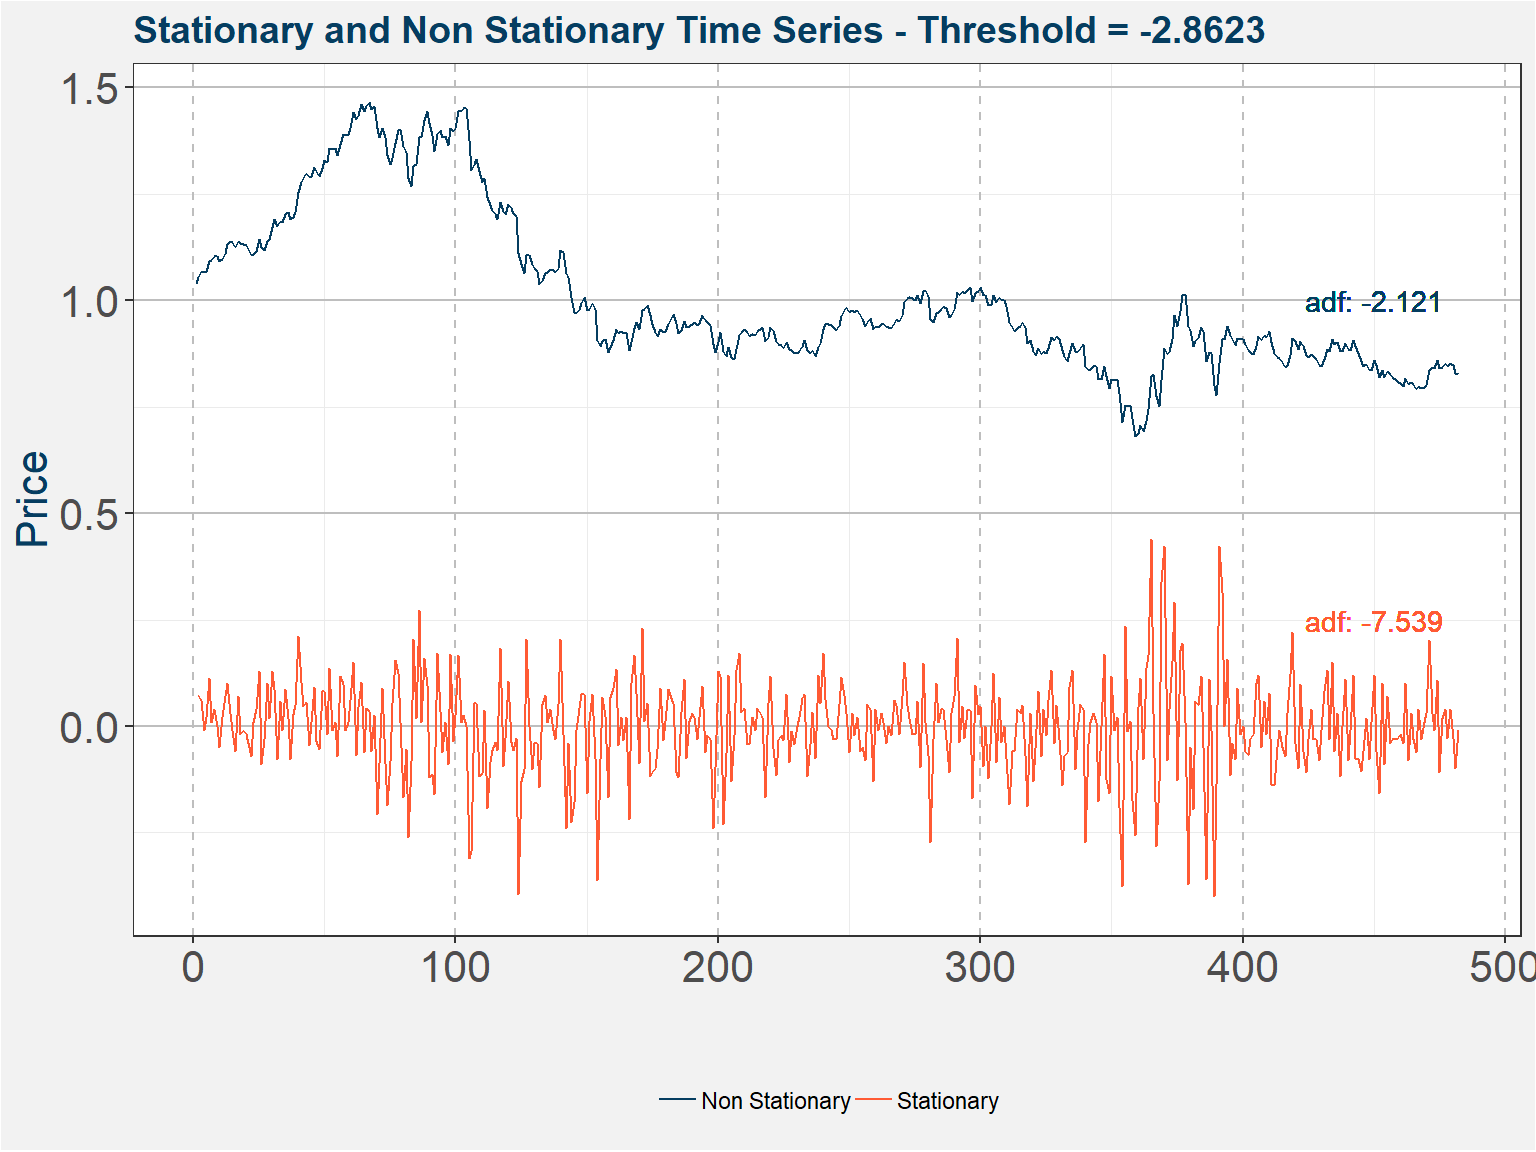 Stationary and Non Stationary Time Series - Threshold = -2.8623
Price
1.5
1.0
0.5
0.0
adf: -2.121
adf: -7.539
0 100 200 300 400 500
Non Stationary Stationary